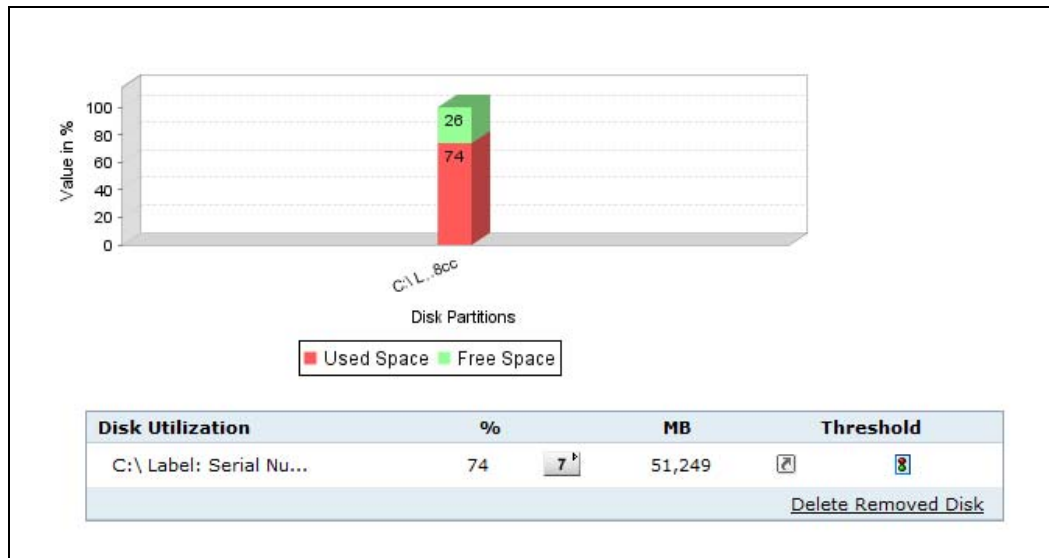 100
80
60
40
20
0
Value in %
26
74
C:\ L...8cc
Disk Partitions
Used Space Free Space
Disk Utilization % MB Threshold
C:\ Label: Serial Nu... 74 7 51,249
Delete Removed Disk